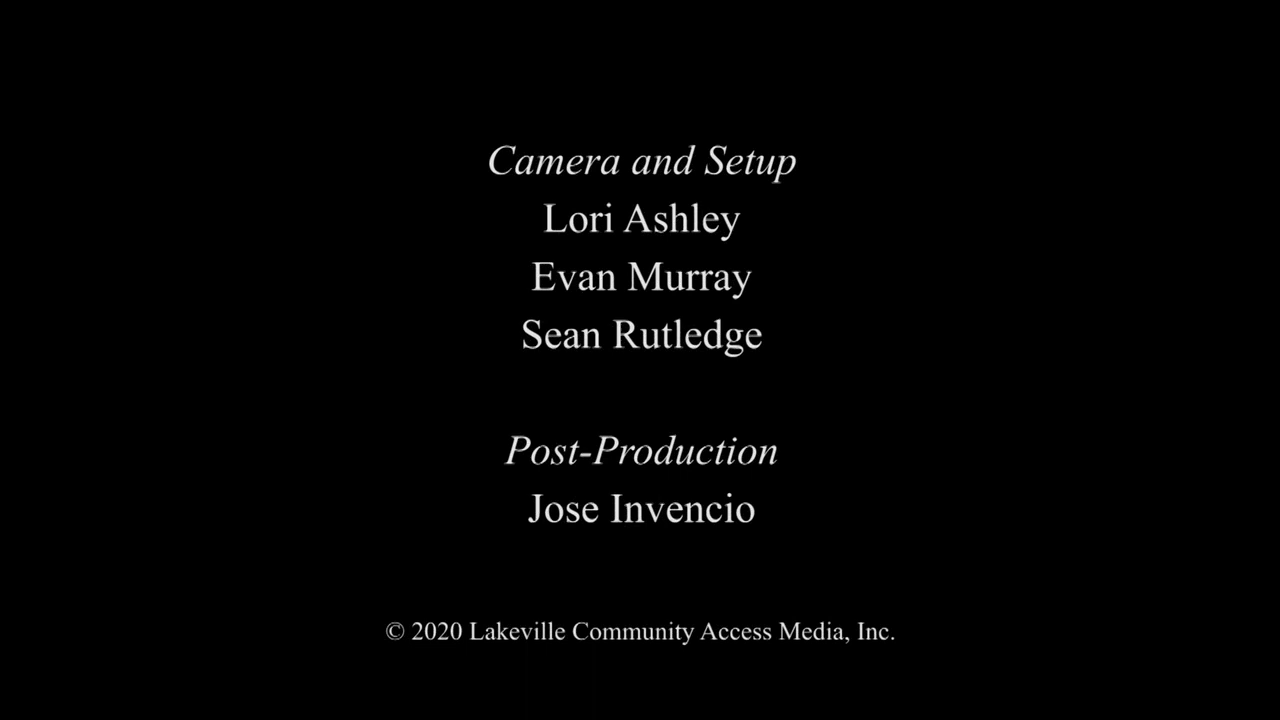 Camera and Setup
Lori Ashley
Evan Murray
Sean Rutledge
Post-Production
Jose Invencio
© 2020 Lakeville Community Access Media, Inc.